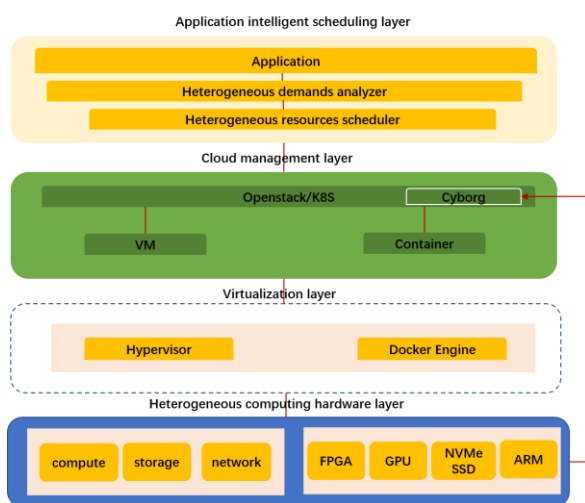 Application intelligent scheduling layer
Application
Heterogeneous demands analyzer
Heterogeneous resources scheduler
Cloud management layer
Openstack/K8S
Cyborg
VM
Container
Virtualization layer
Hypervisor
Docker Engine
Heterogeneous computing hardware layer
compute
storage
network
FPGA
GPU
NVMe
SSD
ARM